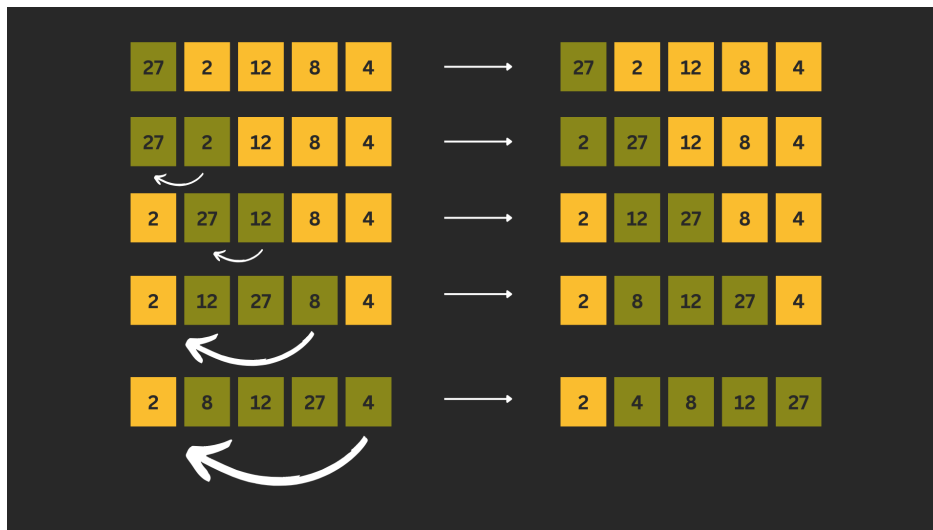 27 2 12 8 4 27 2 12 8 4
27 2 12 8 4 2 27 12 8 4
2 27 12 8 4 2 12 27 8 4
2 12 27 8 4 2 8 12 27 4
2 8 12 27 4 2 4 8 12 27